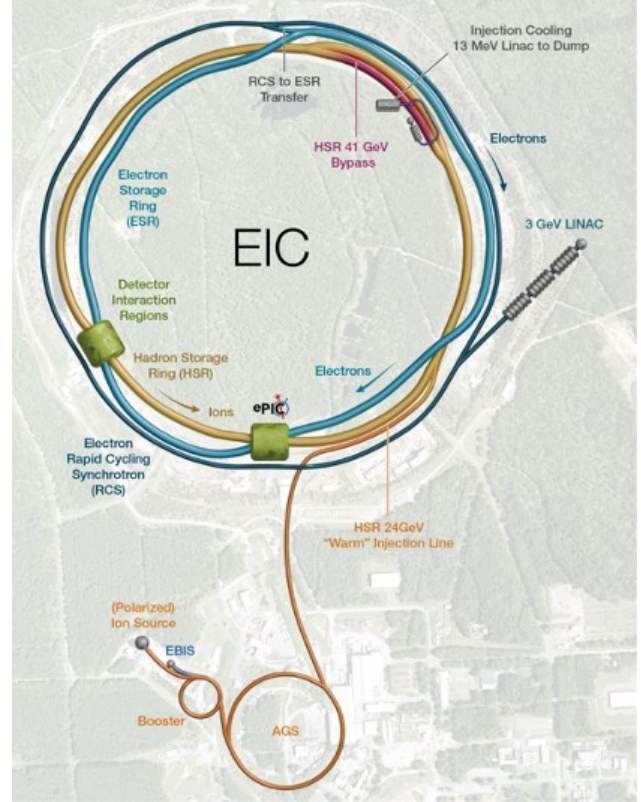 Injection Cooling
13 MeV Linac to Dump
RCS to ESR
Transfer
HSR 41 GeV
Bypass
Electrons
Electron
Storage
Ring
(ESR)
3 GeV LINAC
EIC
Detector
Interaction
Regions
Hadron Storage
Ring (HSR)
Electrons
Ions
ePIC
Electron
Rapid Cycling
Synchrotron
(RCS)
HSR 24GeV
"Warm" Injection Line
(Polarized)
Ion Source
EBIS
Booster
AGS